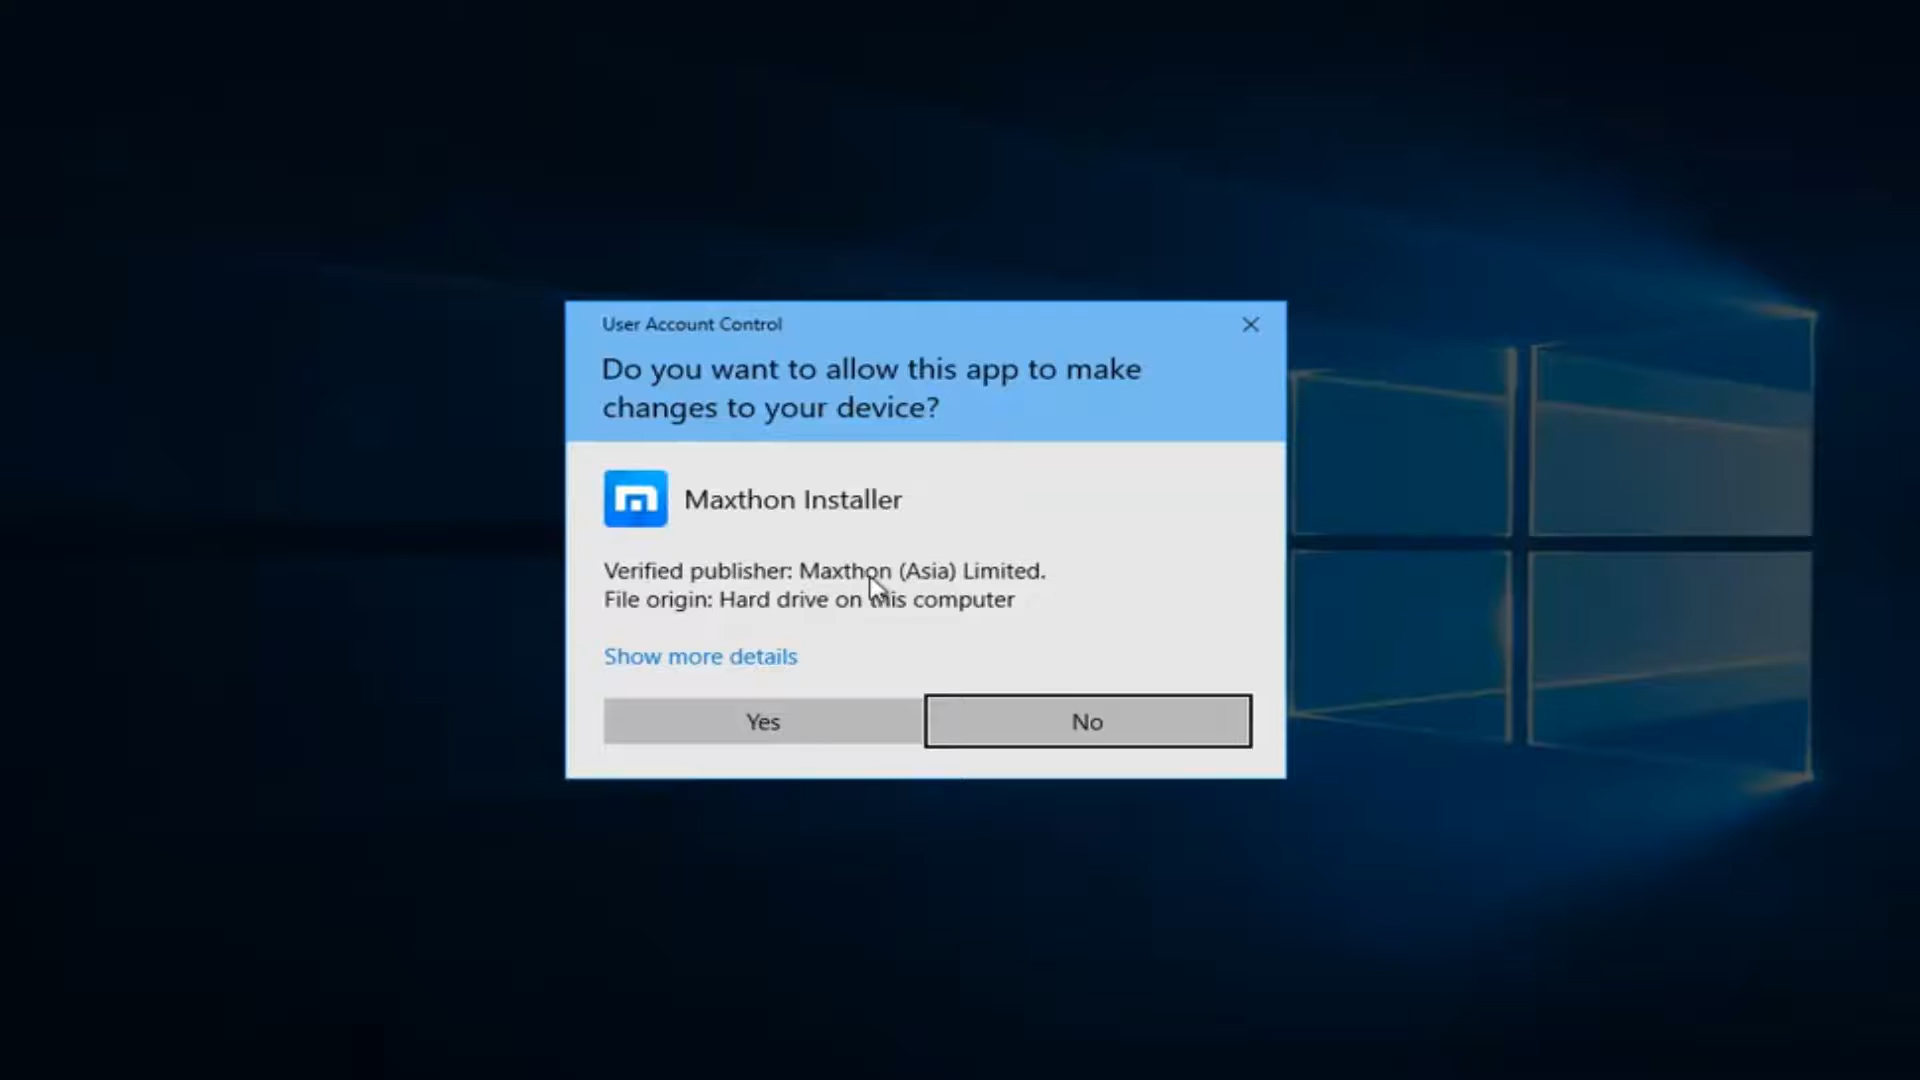 User Account Control
Do you want to allow this app to make
changes to your device?
Maxthon Installer
Verified publisher: Maxthon (Asia) Limited.
File origin: Hard drive on this computer
Show more details
Yes
No